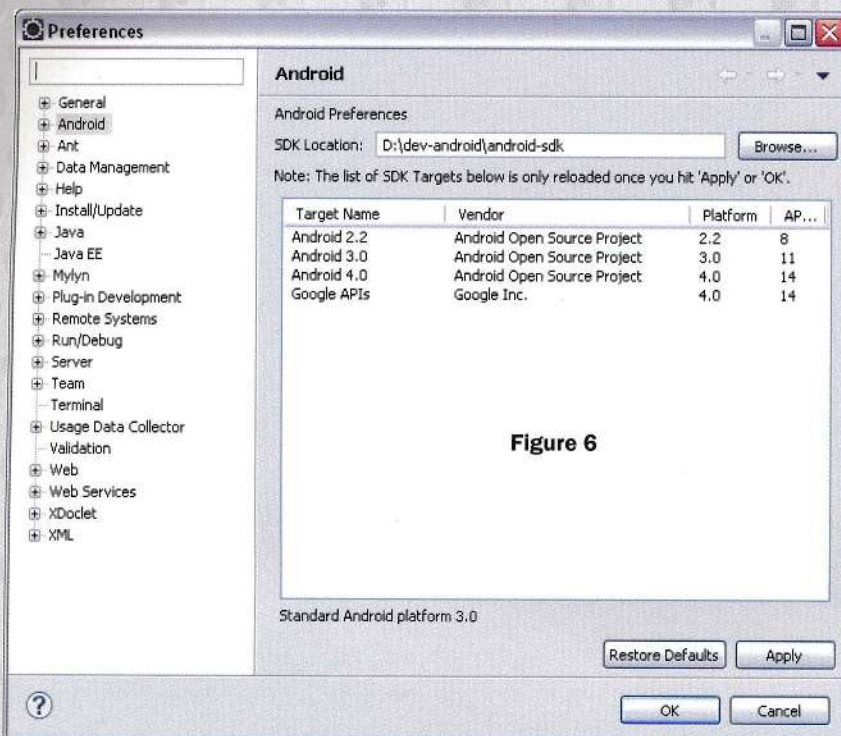 Preferences
General
Android
Ant
Data Management
Help
Install/Update
Java
Java EE
Mylyn
Plug-in Development
Remote Systems
Run/Debug
Server
Team
Terminal
Usage Data Collector
Validation
Web
Web Services
XDoclet
XML
Android
Android Preferences
SDK Location: D:\dev-android\android-sdk Browse...
Note: The list of SDK Targets below is only reloaded once you hit 'Apply' or 'OK'.
Target Name Vendor Platform AP...
Android 2.2 Android Open Source Project 2.2 8
Android 3.0 Android Open Source Project 3.0 11
Android 4.0 Android Open Source Project 4.0 14
Google APIs Google Inc. 4.0 14
Figure 6
Standard Android platform 3.0
Restore Defaults Apply
? OK Cancel